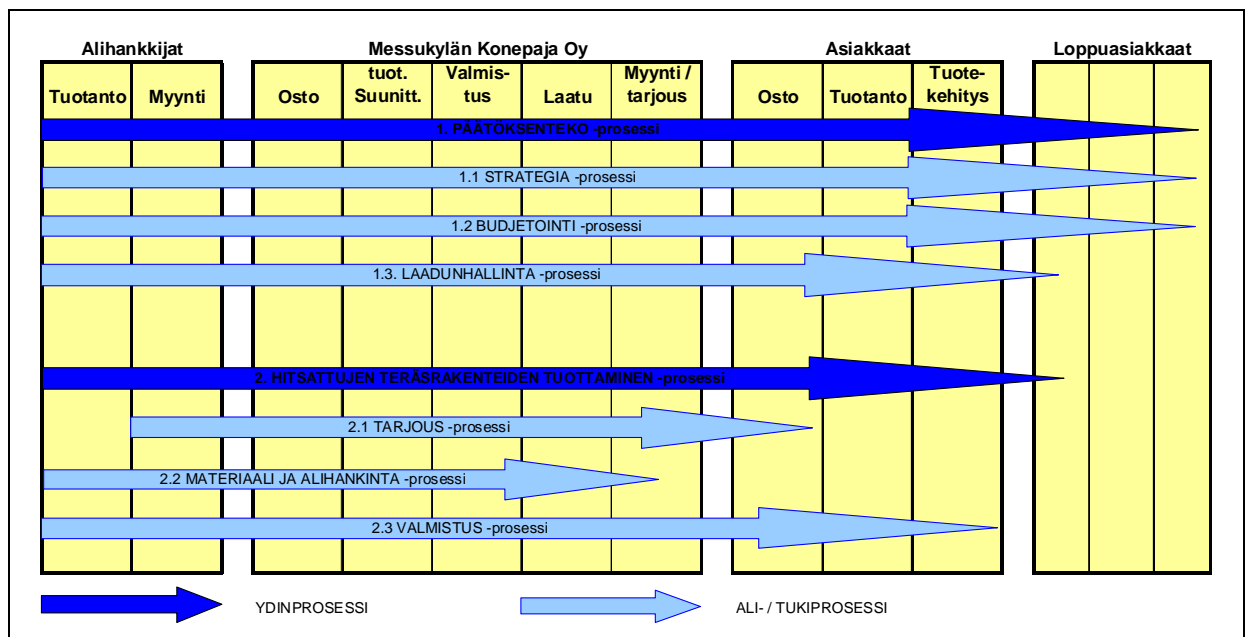 Alihankkijat
Messukylän Konepaja Oy
Asiakkaat
Loppuasiakkaat
Tuotanto
Myynti
Osto
tuot.
Suunitt.
Valmis-
tus
Laatu
Myynti /
tarjous
Osto
Tuotanto
Tuote-
kehitys
1. PÄÄTÖKSENTEKO -prosessi
1.1 STRATEGIA -prosessi
1.2 BUDJETOINTI -prosessi
1.3. LAADUNHALLINTA -prosessi
2. HITSATTUJEN TERÄSRAKENTEIDEN TUOTTAMINEN -prosessi
2.1 TARJOUS -prosessi
2.2 MATERIAALI JA ALIHANKINTA -prosessi
2.3 VALMISTUS -prosessi
YDINPROSESSI
ALI- / TUKIPROSESSI